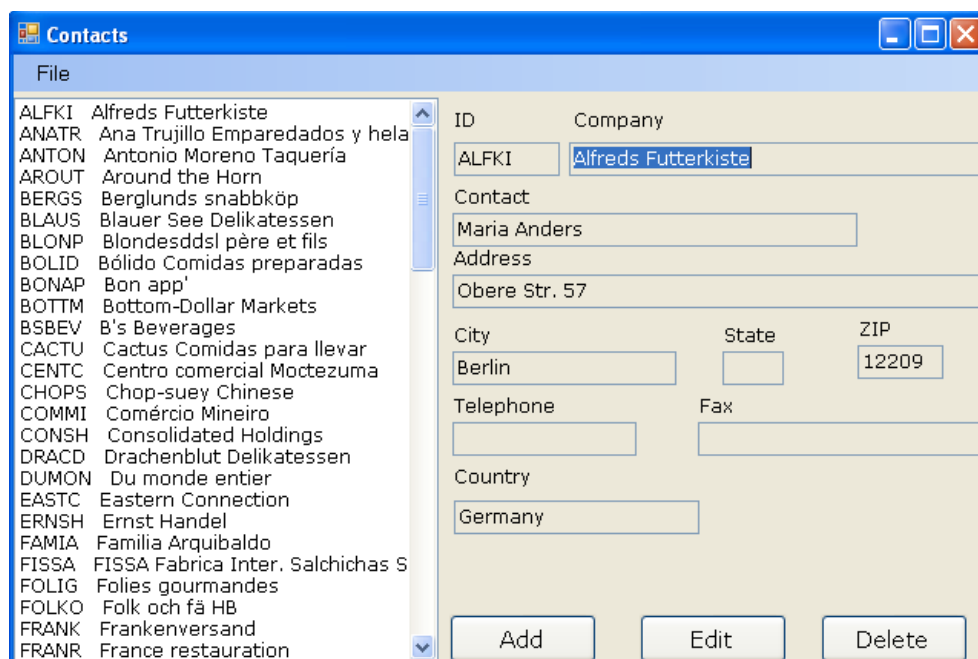 Contacts
File
ALFKI Alfreds Futterkiste
ANATR Ana Trujillo Emparedados y hela
ANTON Antonio Moreno Taquería
AROUT Around the Horn
BERGS Berglunds snabbköp
BLAUS Blauer See Delikatessen
BLONP Blondesddsl père et fils
BOLID Bólido Comidas preparadas
BONAP Bon app'
BOTTM Bottom-Dollar Markets
BSBEV B's Beverages
CACTU Cactus Comidas para llevar
CENTC Centro comercial Moctezuma
CHOPS Chop-suey Chinese
COMMI Comércio Mineiro
CONSH Consolidated Holdings
DRACD Drachenblut Delikatessen
DUMON Du monde entier
EASTC Eastern Connection
ERNSH Ernst Handel
FAMIA Familia Arquibaldo
FISSA FISSA Fabrica Inter. Salchichas S
FOLIG Folies gourmandes
FOLKO Folk och fä HB
FRANK Frankenversand
FRANR France restauration
ID Company
ALFKI Alfreds Futterkiste
Contact
Maria Anders
Address
Obere Str. 57
City State ZIP
Berlin 12209
Telephone Fax
Country
Germany
Add Edit Delete